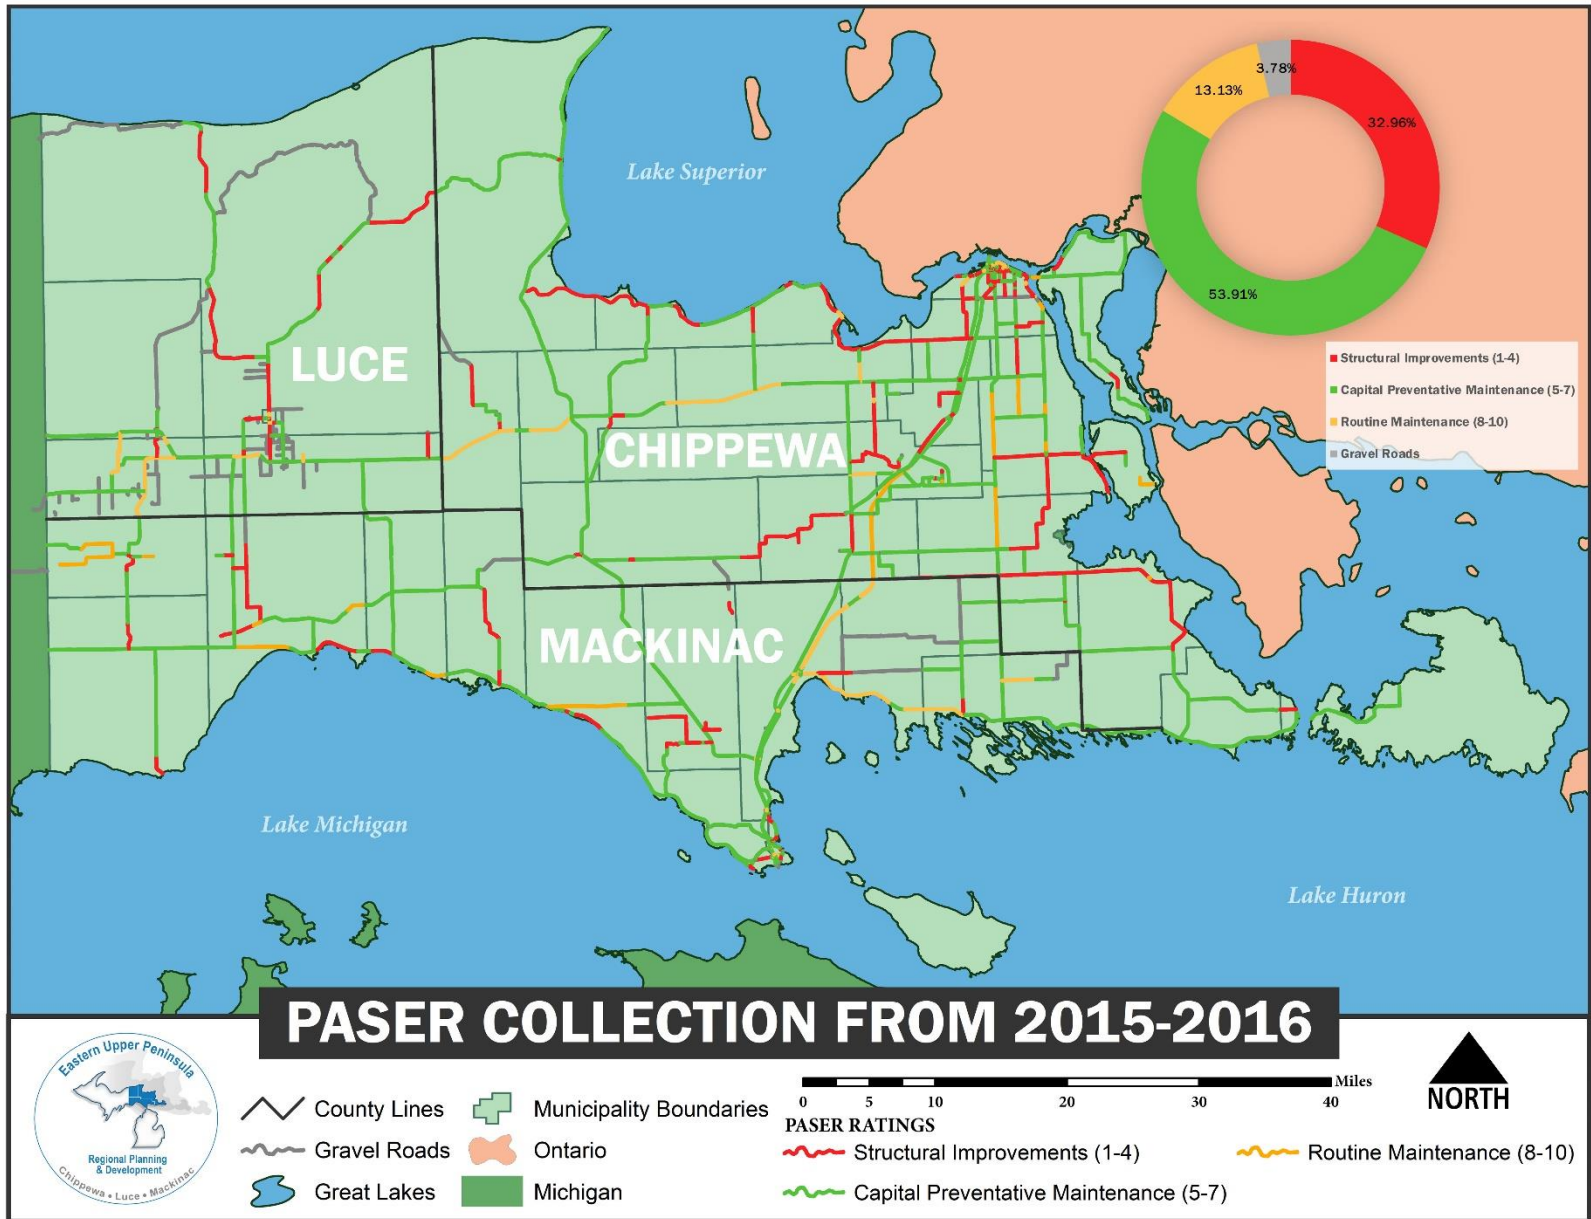 3.78%
13.13%
32.96%
53.91%
Lake Superior
Structural Improvements (1-4)
Capital Preventative Maintenance (5-7)
Routine Maintenance (8-10)
Gravel Roads
LUCE
CHIPPEWA
MACKINAC
Lake Michigan
Lake Huron
PASER COLLECTION FROM 2015-2016
Eastern Upper Peninsula
Regional Planning
& Development
Chippewa • Luce • Mackinac
County Lines
Gravel Roads
Great Lakes
Municipality Boundaries
Ontario
Michigan
Miles
0 5 10 20 30 40
PASER RATINGS
Structural Improvements (1-4)
Capital Preventative Maintenance (5-7)
Routine Maintenance (8-10)
NORTH